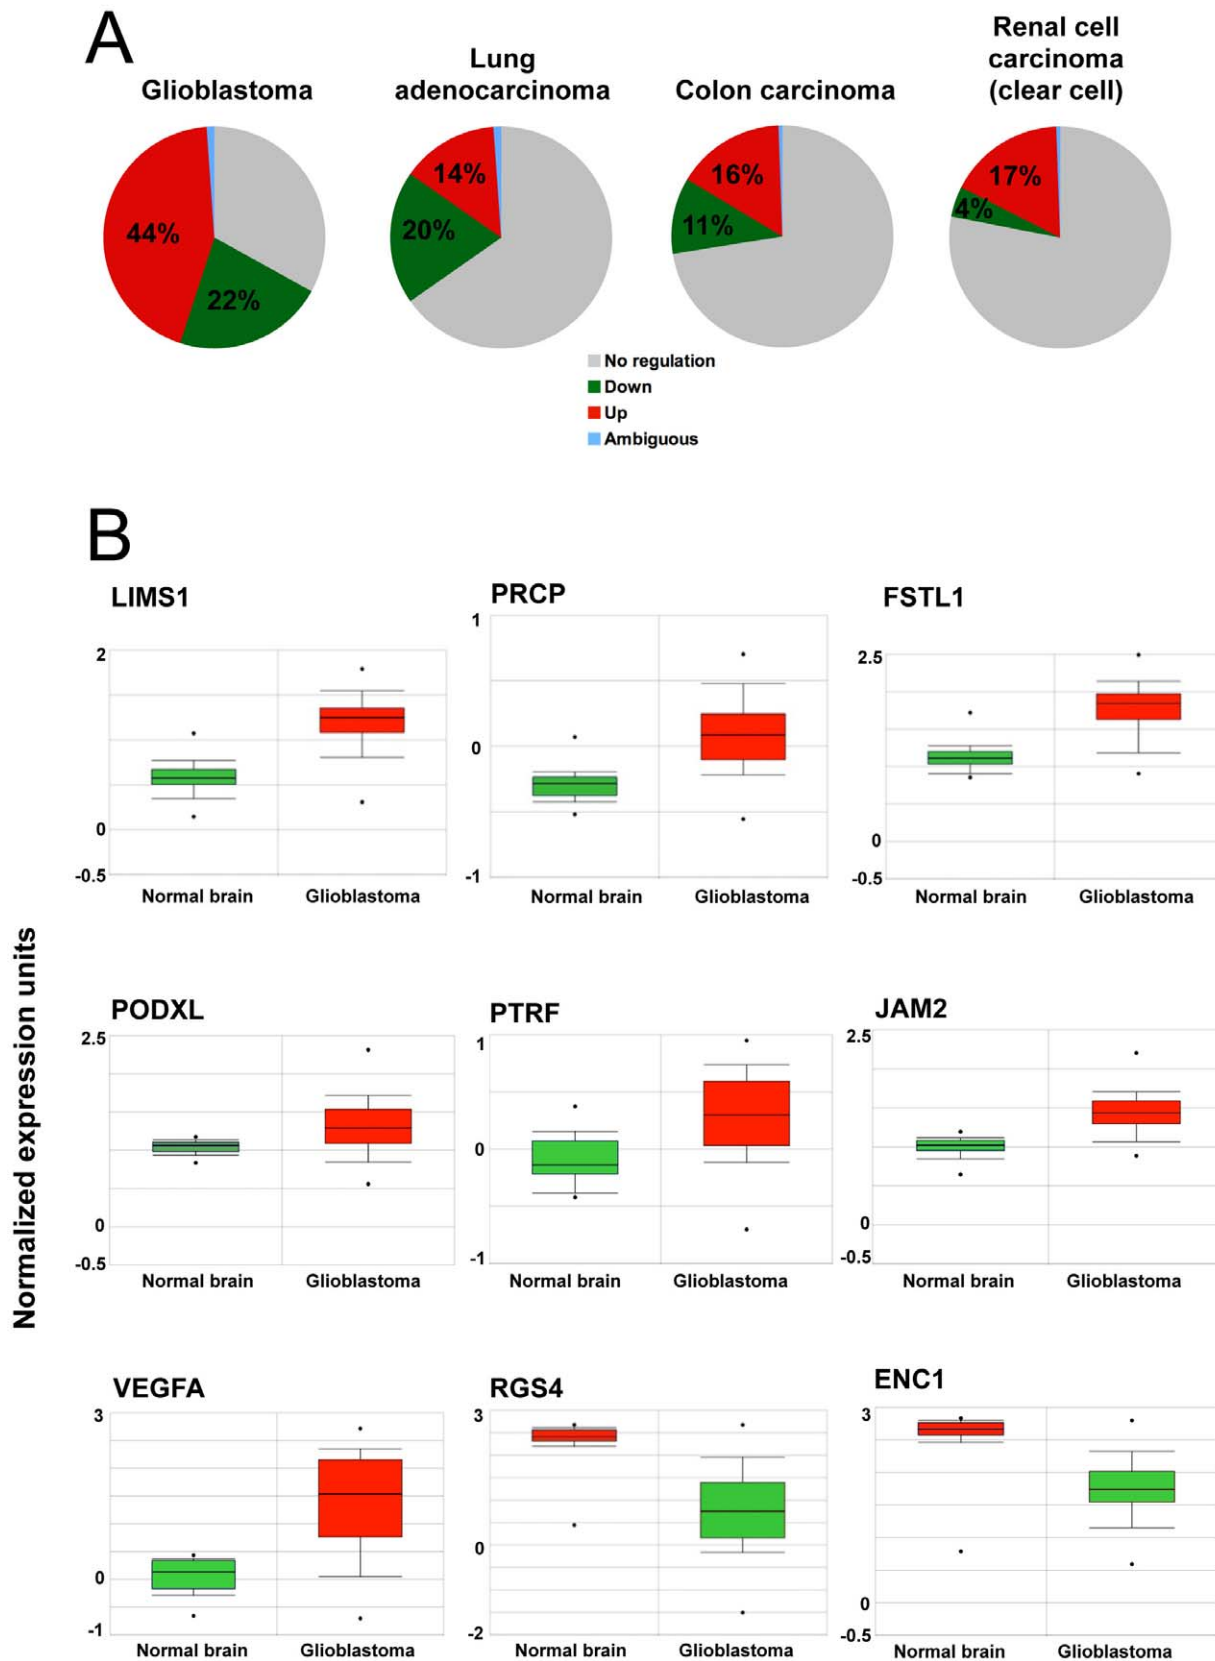 A
Glioblastoma
Lung
adenocarcinoma
Colon carcinoma
Renal cell
carcinoma
(clear cell)
44%
22%
14%
20%
16%
11%
17%
4%
No regulation
Down
Up
Ambiguous
B
Normalized expression units
LIMS1
2
0
-0.5
Normal brain
Glioblastoma
PRCP
1
0
-1
Normal brain
Glioblastoma
FSTL1
2.5
0
-0.5
Normal brain
Glioblastoma
PODXL
2.5
0
-0.5
Normal brain
Glioblastoma
PTRF
1
0
-1
Normal brain
Glioblastoma
JAM2
2.5
0
-0.5
Normal brain
Glioblastoma
VEGFA
3
0
-1
Normal brain
Glioblastoma
RGS4
3
0
-2
Normal brain
Glioblastoma
ENC1
3
0
-0.5
Normal brain
Glioblastoma